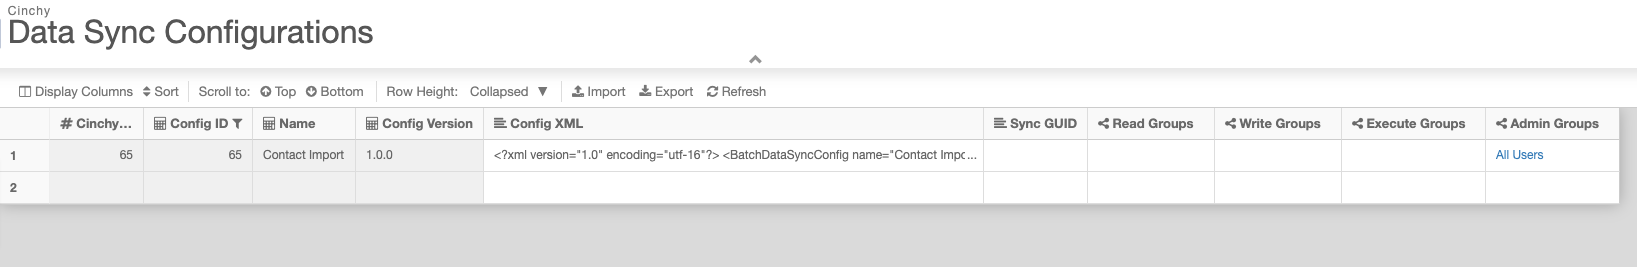 Cinchy
Data Sync Configurations
Display Columns Sort Scroll to: Top Bottom Row Height: Collapsed Import Export Refresh
# Cinchy... Config ID Name Config Version Config XML Sync GUID Read Groups Write Groups Execute Groups Admin Groups
1 65 65 Contact Import 1.0.0 <?xml version="1.0" encoding="utf-16"?> <BatchDataSyncConfig name="Contact Impc... All Users
2